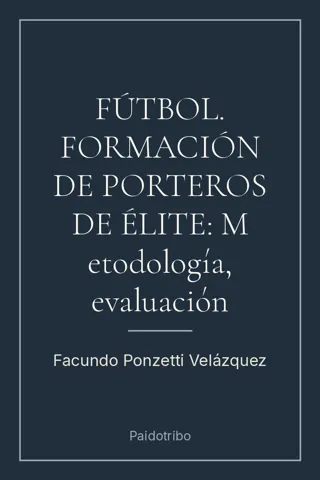 FÚTBOL.
FORMACIÓN
DE PORTEROS
DE ÉLITE: M
etodología,
evaluación
Facundo Ponzetti Velázquez
Paidotribo